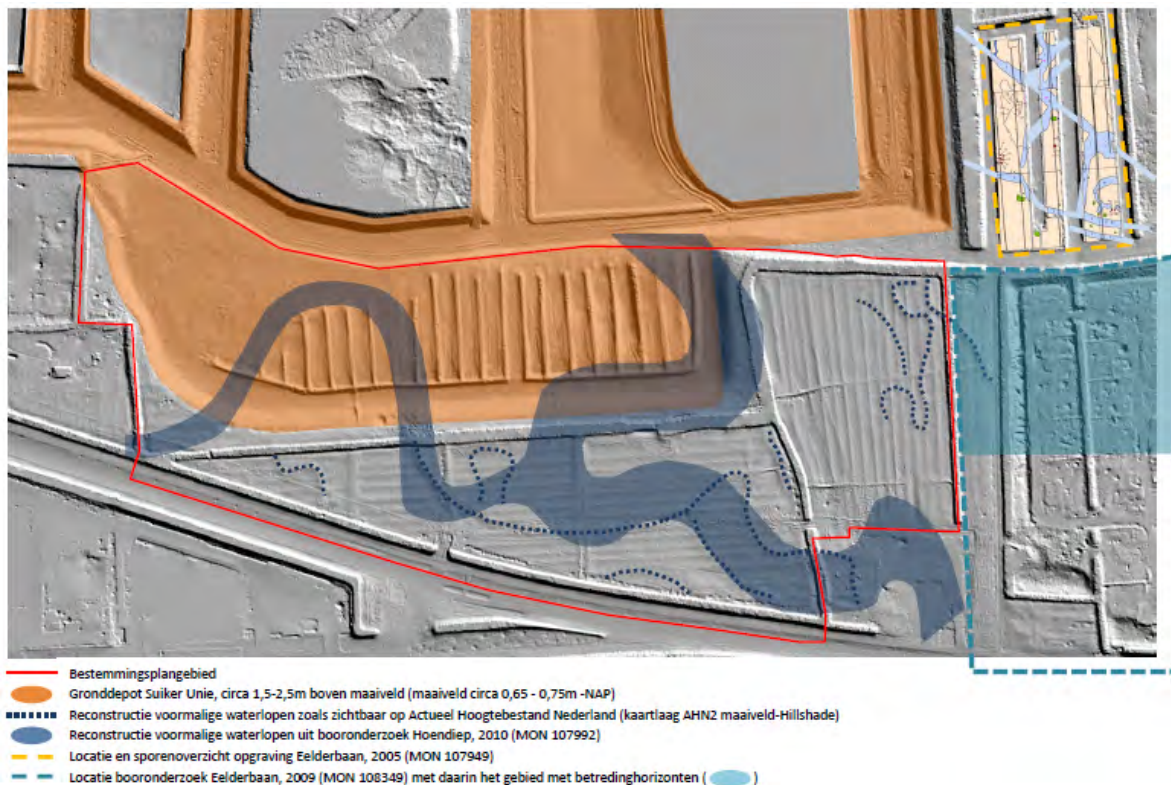 Bestemmingsplangebied
Gronddepot Suiker Unie, circa 1,5-2,5m boven maaiveld (maaiveld circa 0,65 - 0,75m -NAP)
Reconstructie voormalige waterlopen zoals zichtbaar op Actueel Hoogtebestand Nederland (kaartlaag AHN2 maaiveld-Hillshade)
Reconstructie voormalige waterlopen uit booronderzoek Hoendiep, 2010 (MON 107992)
Locatie en sporenoverzicht opgraving Eelderbaan, 2005 (MON 107949)
Locatie booronderzoek Eelderbaan, 2009 (MON 108349) met daarin het gebied met betredinghorizonten ( )